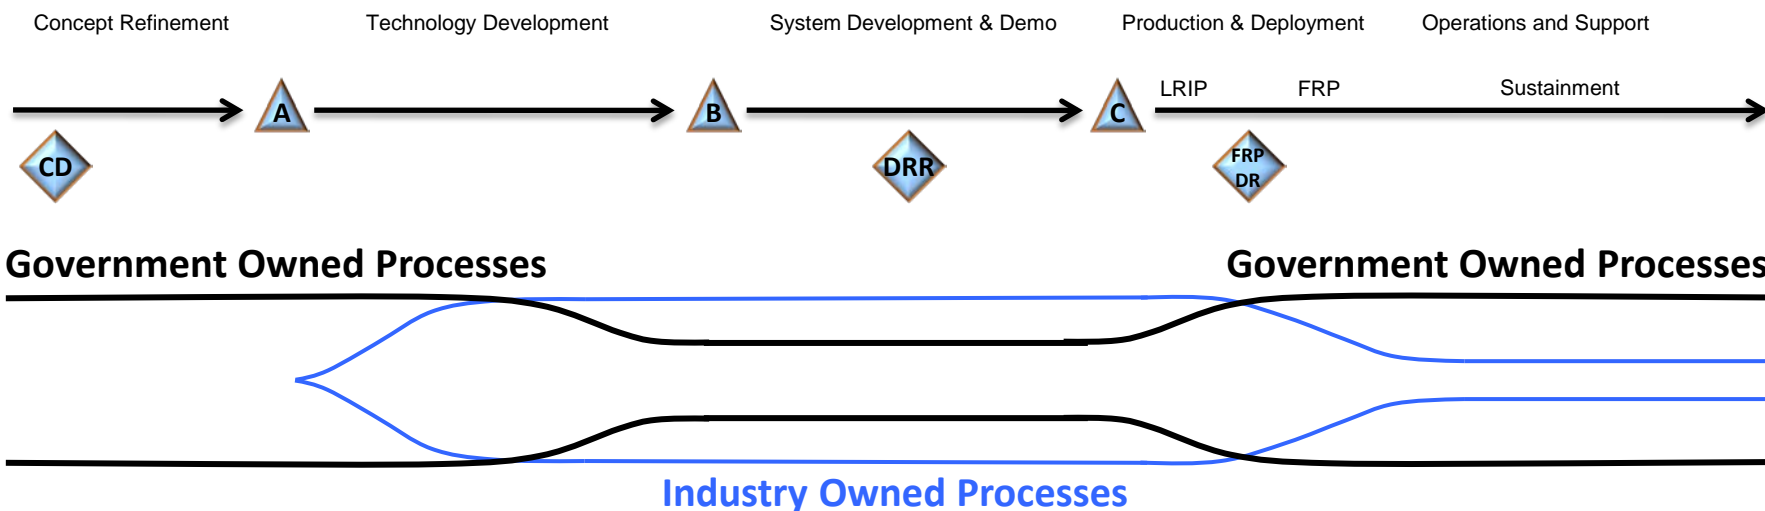 Concept Refinement
Technology Development
System Development & Demo
Production & Deployment
Operations and Support
LRIP
FRP
Sustainment
A
B
C
CD
DRR
FRP
DR
Government Owned Processes
Government Owned Processes
Industry Owned Processes